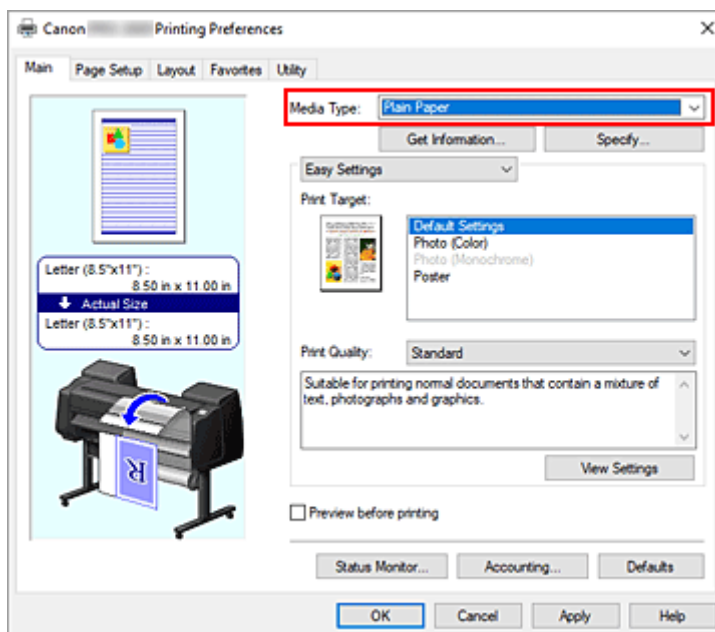 Canon Printing Preferences
Main Page Setup Layout Favorites Utility
Media Type: Plain Paper
Get Information... Specify...
Easy Settings
Print Target:
Default Settings
Photo (Color)
Photo (Monochrome)
Poster
Letter (8.5"x11") :
8.50 in x 11.00 in
Actual Size
Letter (8.5"x11") :
8.50 in x 11.00 in
Print Quality: Standard
Suitable for printing normal documents that contain a mixture of
text, photographs and graphics.
View Settings
Preview before printing
Status Monitor... Accounting... Defaults
OK Cancel Apply Help